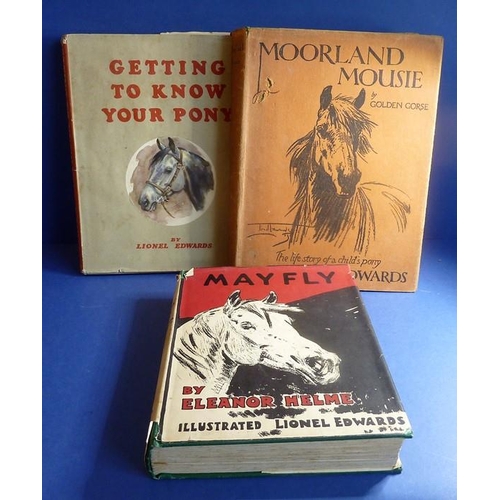 GETTING
TO KNOW
YOUR PONY
BY
LIONEL EDWARDS
MOORLAND
MOUSIE
by
GOLDEN GORSE
The life story of a child's pony
EDWARDS
MAYFLY
BY
ELEANOR HELME
ILLUSTRATED LIONEL EDWARDS